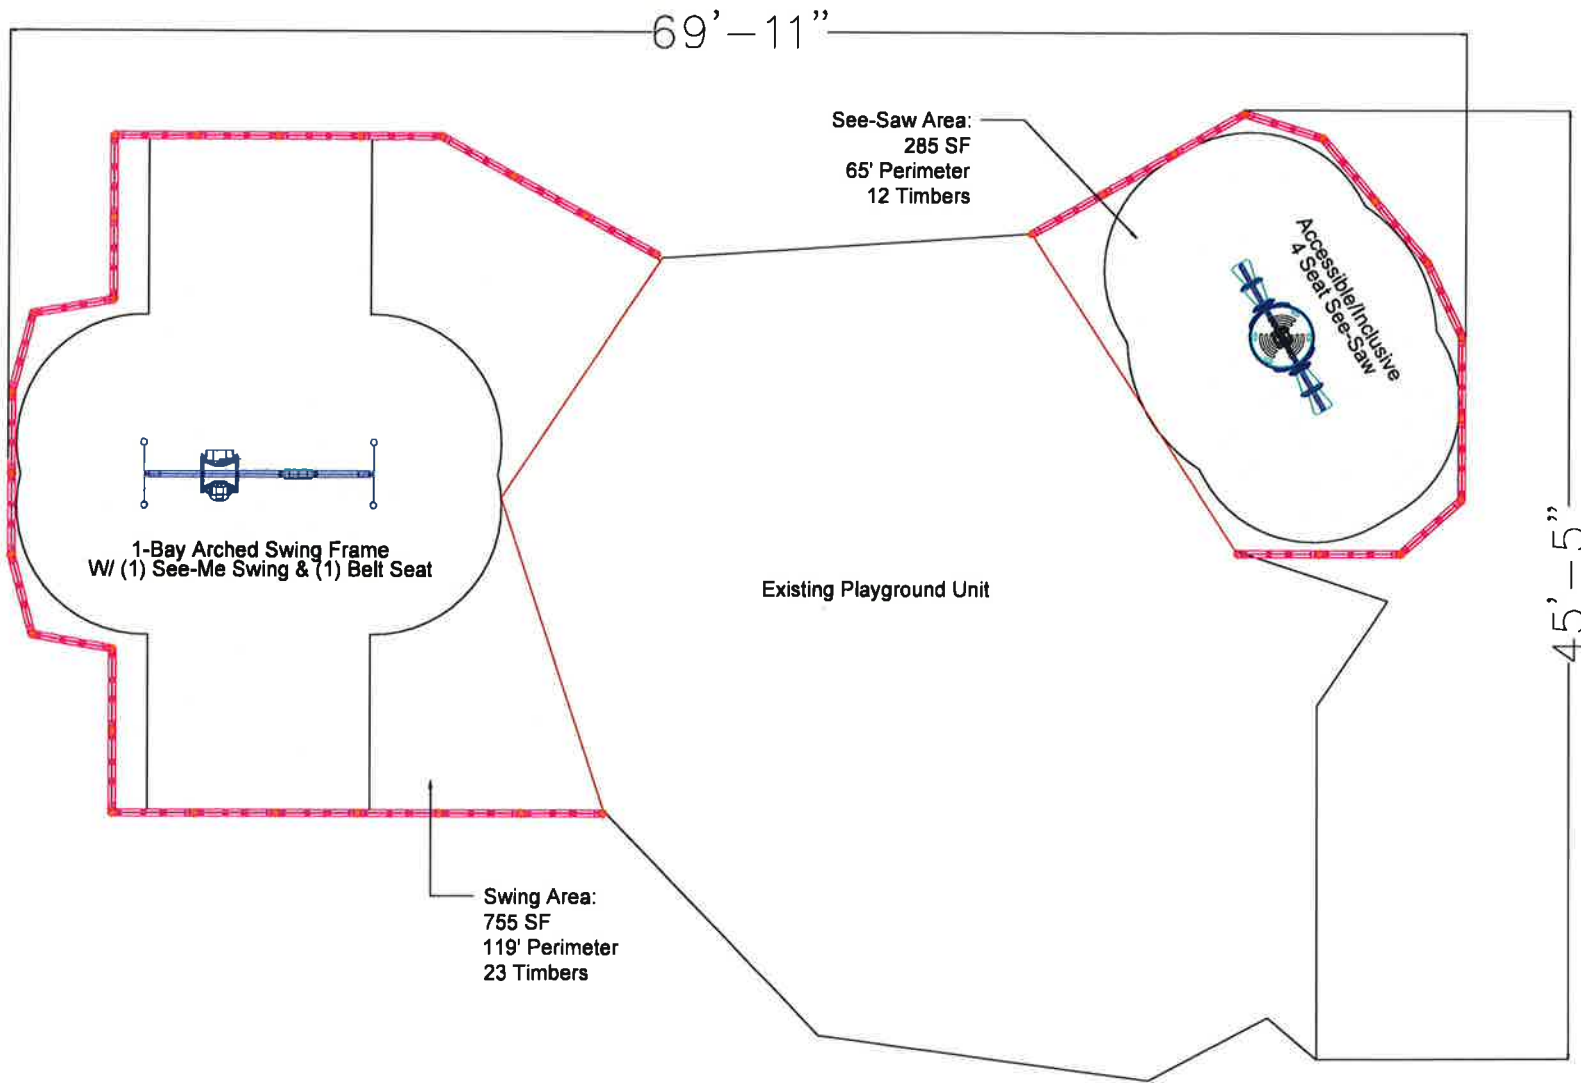 69'-11"
See-Saw Area:
285 SF
65' Perimeter
12 Timbers
Accessible/Inclusive
4 Seat See-Saw
1-Bay Arched Swing Frame
W/ (1) See-Me Swing & (1) Belt Seat
Existing Playground Unit
45'-5"
Swing Area:
755 SF
119' Perimeter
23 Timbers